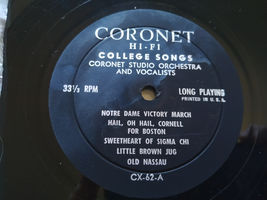 CORONET
HI-FI
COLLEGE SONGS
CORONET STUDIO ORCHESTRA
AND VOCALISTS
33⅓ RPM
LONG PLAYING
PRINTED IN U.S.A.
NOTRE DAME VICTORY MARCH
HAIL, OH HAIL, CORNELL
FOR BOSTON
SWEETHEART OF SIGMA CHI
LITTLE BROWN JUG
OLD NASSAU
CX-62-A